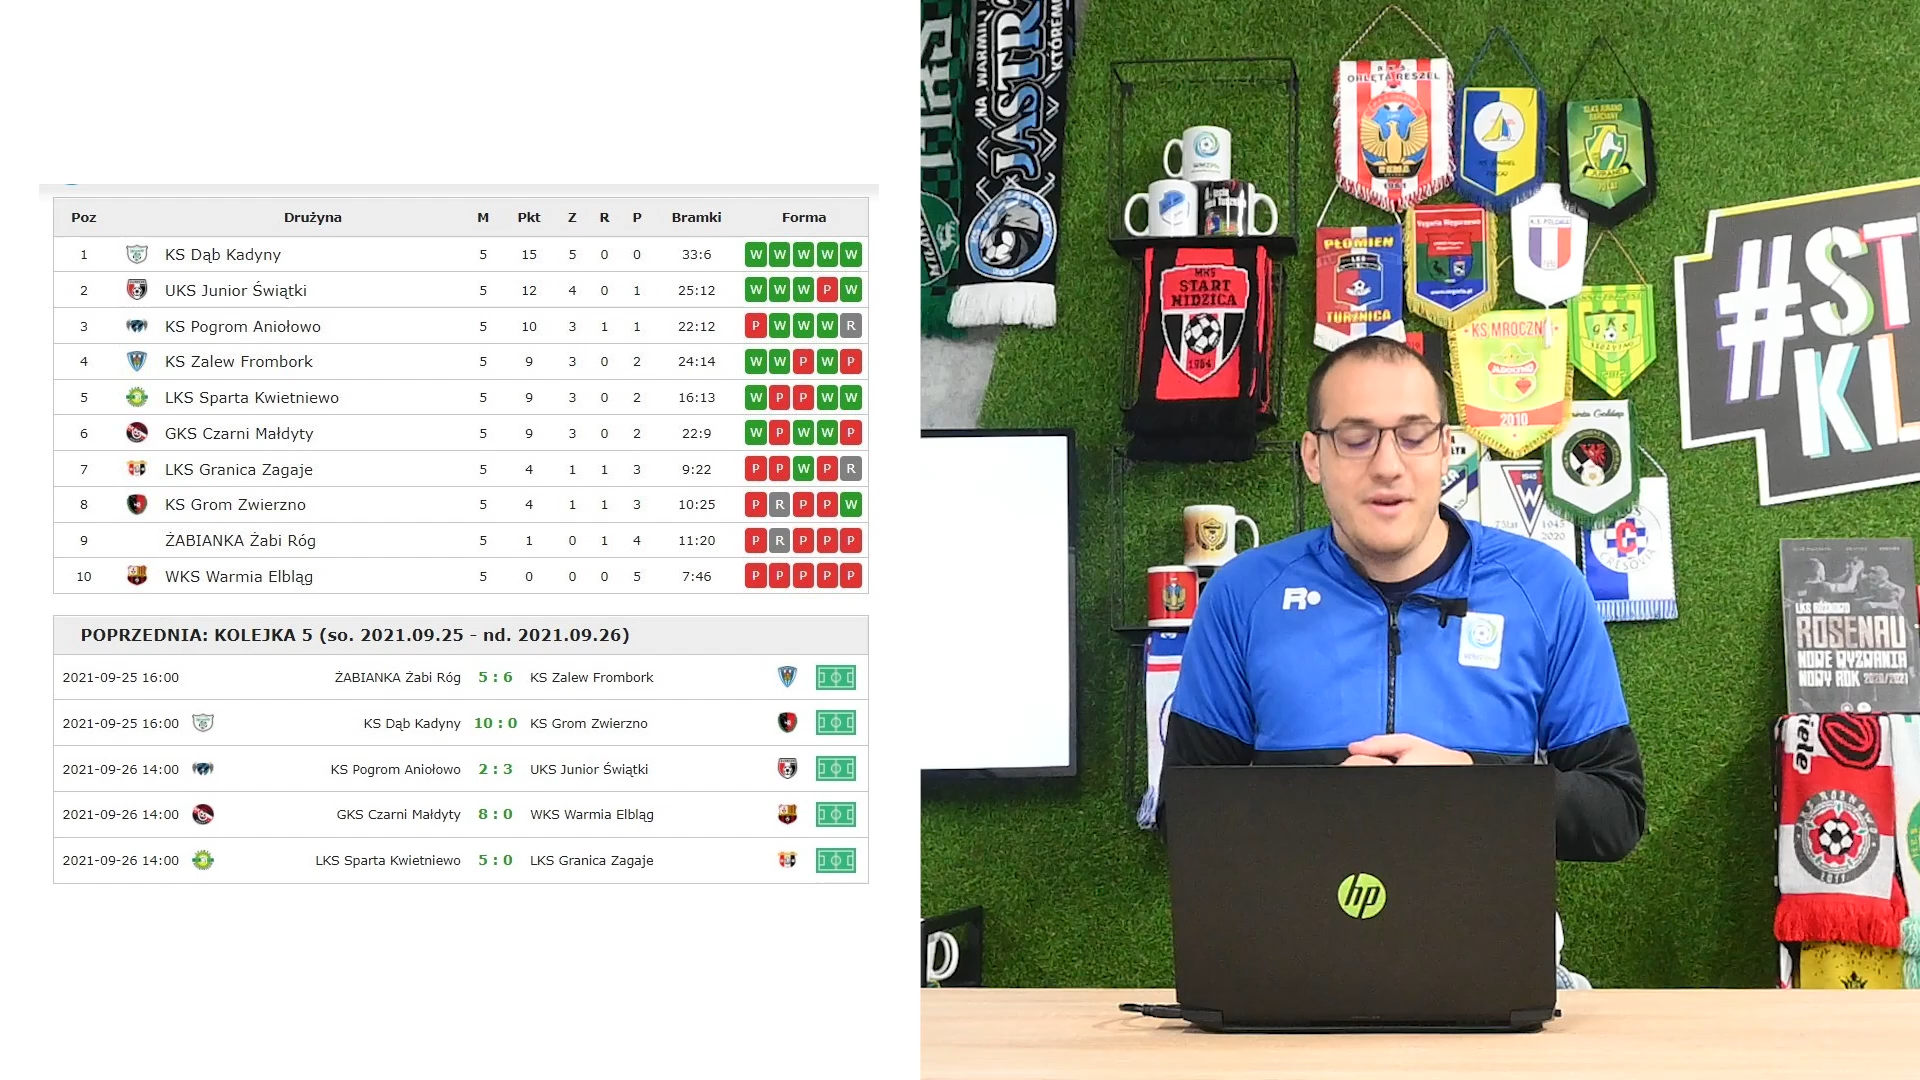 Poz Drużyna M Pkt Z R P Bramki Forma
1 KS Dąb Kadyny 5 15 5 0 0 33:6 W W W W W
2 UKS Junior Świątki 5 12 4 0 1 25:12 W W W P W
3 KS Pogrom Aniołowo 5 10 3 1 1 22:12 P W W W R
4 KS Zalew Frombork 5 9 3 0 2 24:14 W W P W P
5 LKS Sparta Kwietniewo 5 9 3 0 2 16:13 W P P W W
6 GKS Czarni Małdyty 5 9 3 0 2 22:9 W P W W P
7 LKS Granica Zagaje 5 4 1 1 3 9:22 P P W P R
8 KS Grom Zwierzno 5 4 1 1 3 10:25 P R P P W
9 ŻABIANKA Żabi Róg 5 1 0 1 4 11:20 P R P P P
10 WKS Warmia Elbląg 5 0 0 0 5 7:46 P P P P P
POPRZEDNIA: KOLEJKA 5 (so. 2021.09.25 - nd. 2021.09.26)
2021-09-25 16:00 ŻABIANKA Żabi Róg 5 : 6 KS Zalew Frombork
2021-09-25 16:00 KS Dąb Kadyny 10 : 0 KS Grom Zwierzno
2021-09-26 14:00 KS Pogrom Aniołowo 2 : 3 UKS Junior Świątki
2021-09-26 14:00 GKS Czarni Małdyty 8 : 0 WKS Warmia Elbląg
2021-09-26 14:00 LKS Sparta Kwietniewo 5 : 0 LKS Granica Zagaje
NA WARMII I
JASTR
KTÓREM
ORLĘTA RESZEL
1961
MKS
START
NIDZICA
1954
PŁOMIEN
TURZNICA
KS MROCZNO
2010
GKS
1945
2020
#ST
KL
ROSENAU
NOWE WYZWANIA
NOWY ROK 2020/2021
hp